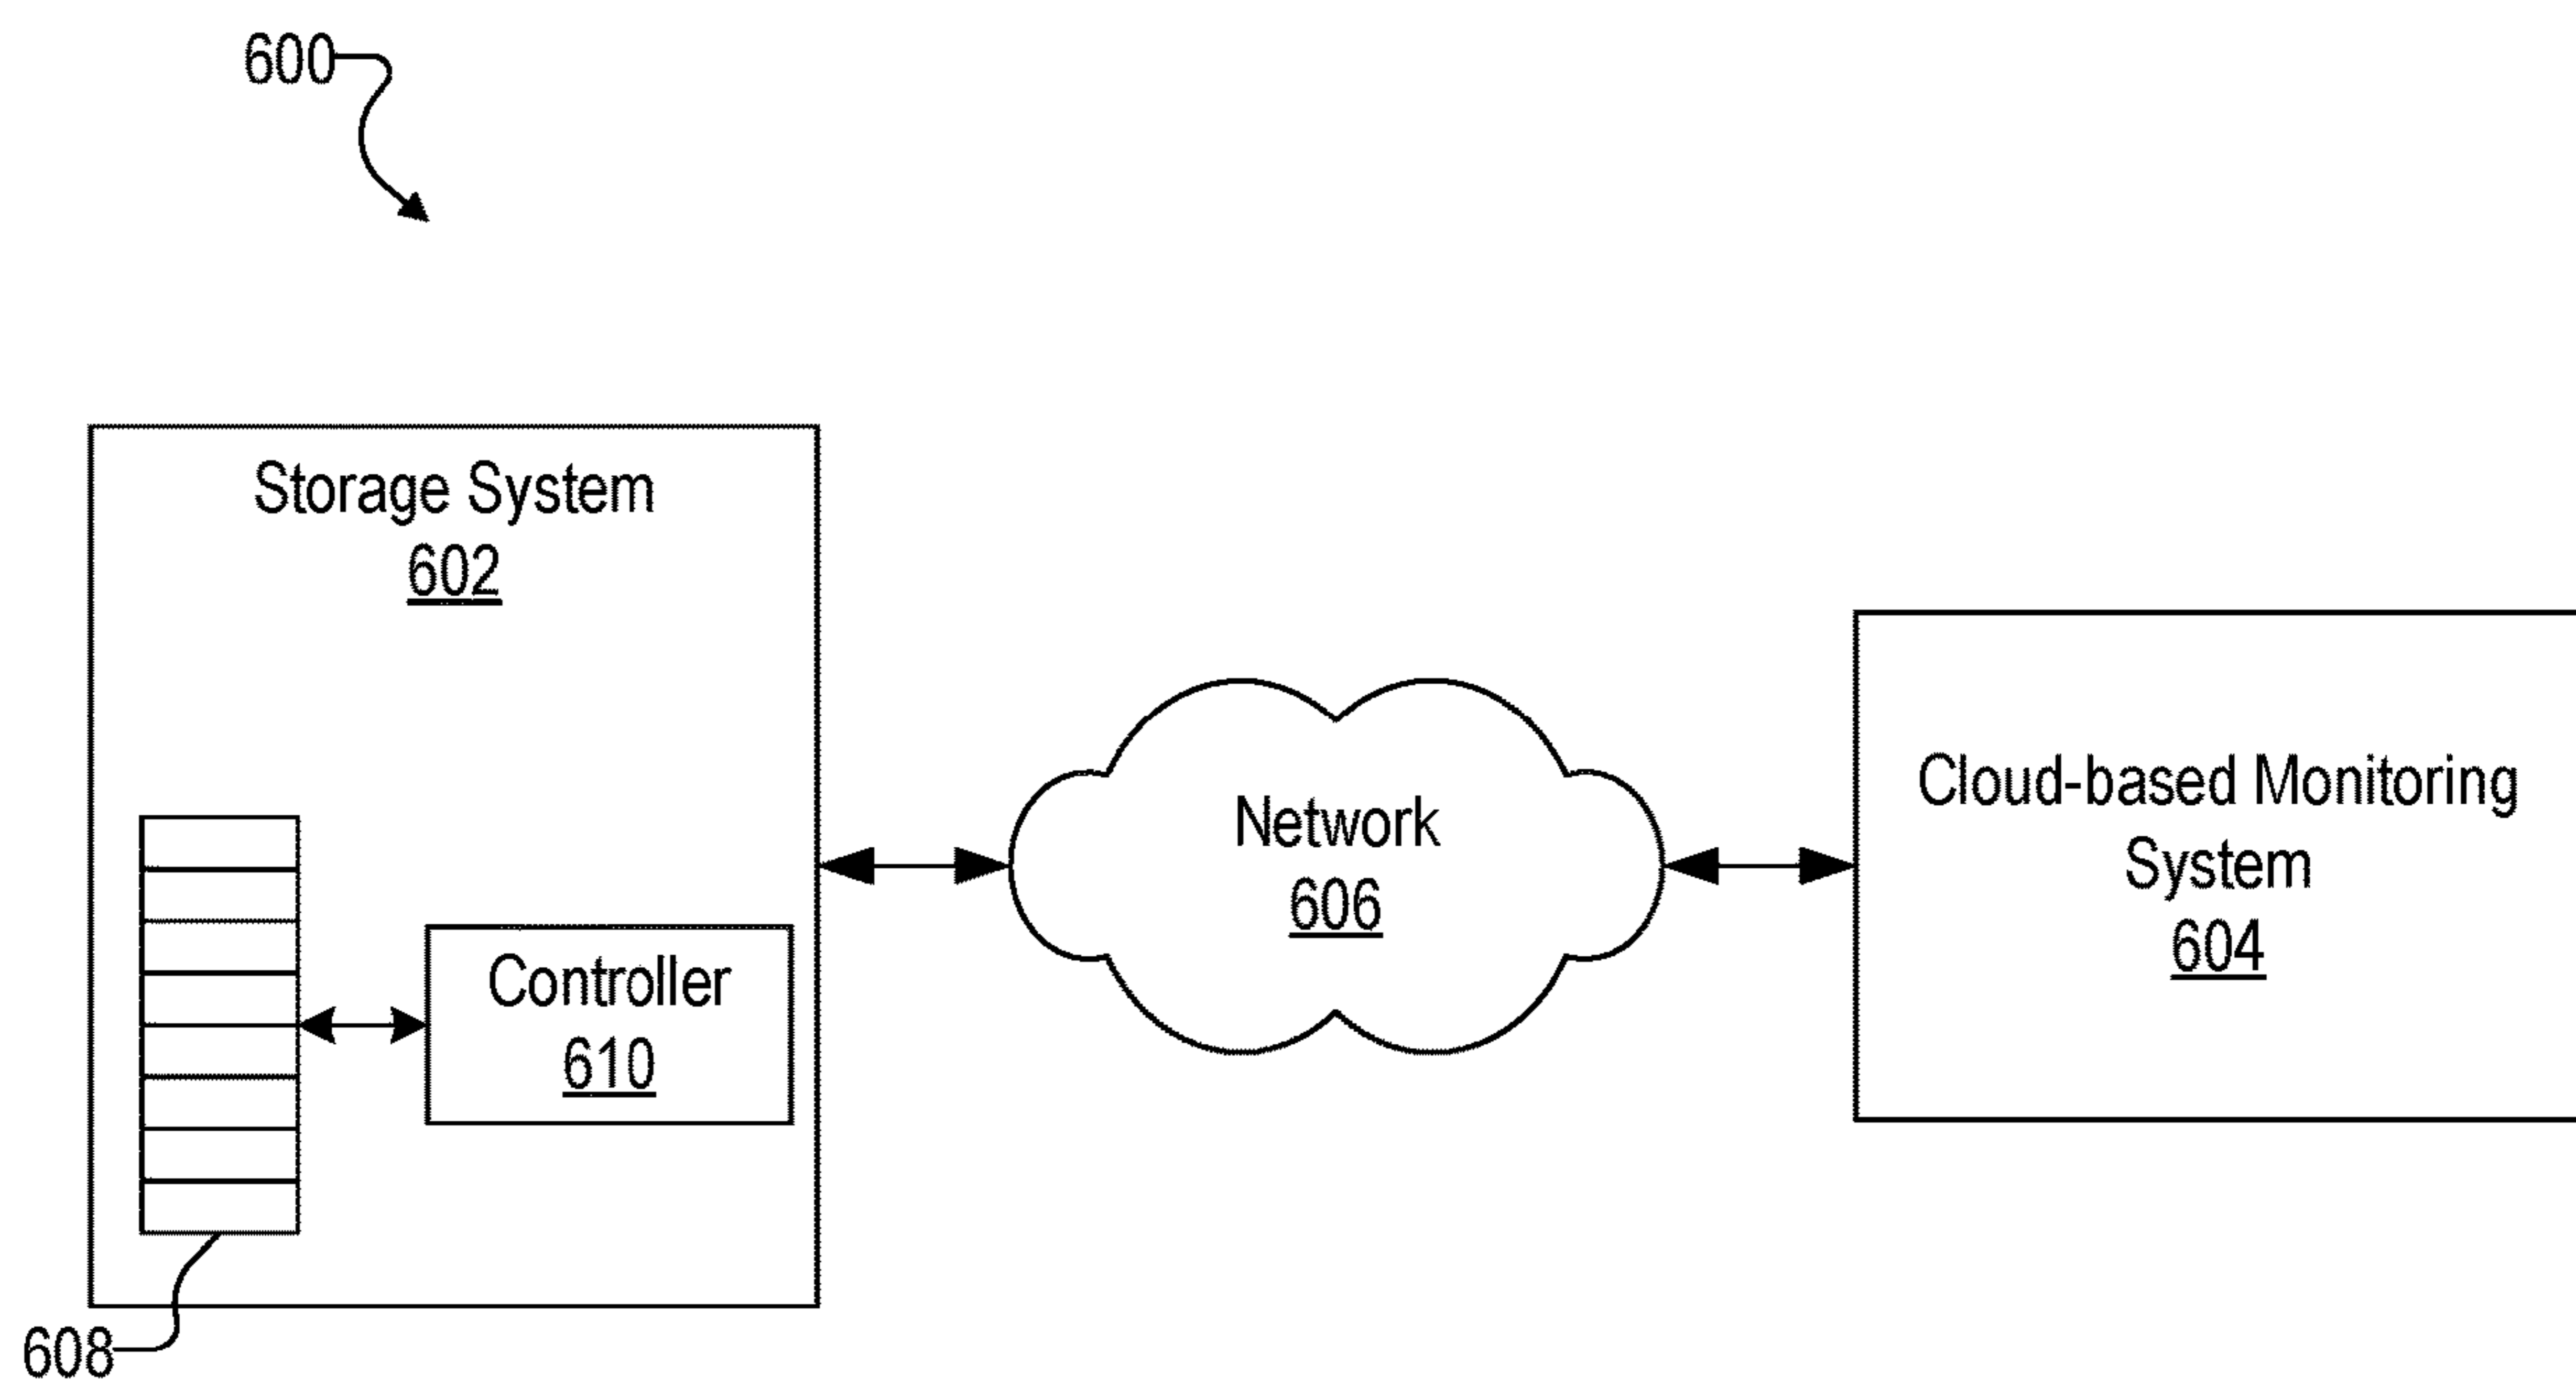 600
Storage System
602
Controller
610
608
Network
606
Cloud-based Monitoring
System
604